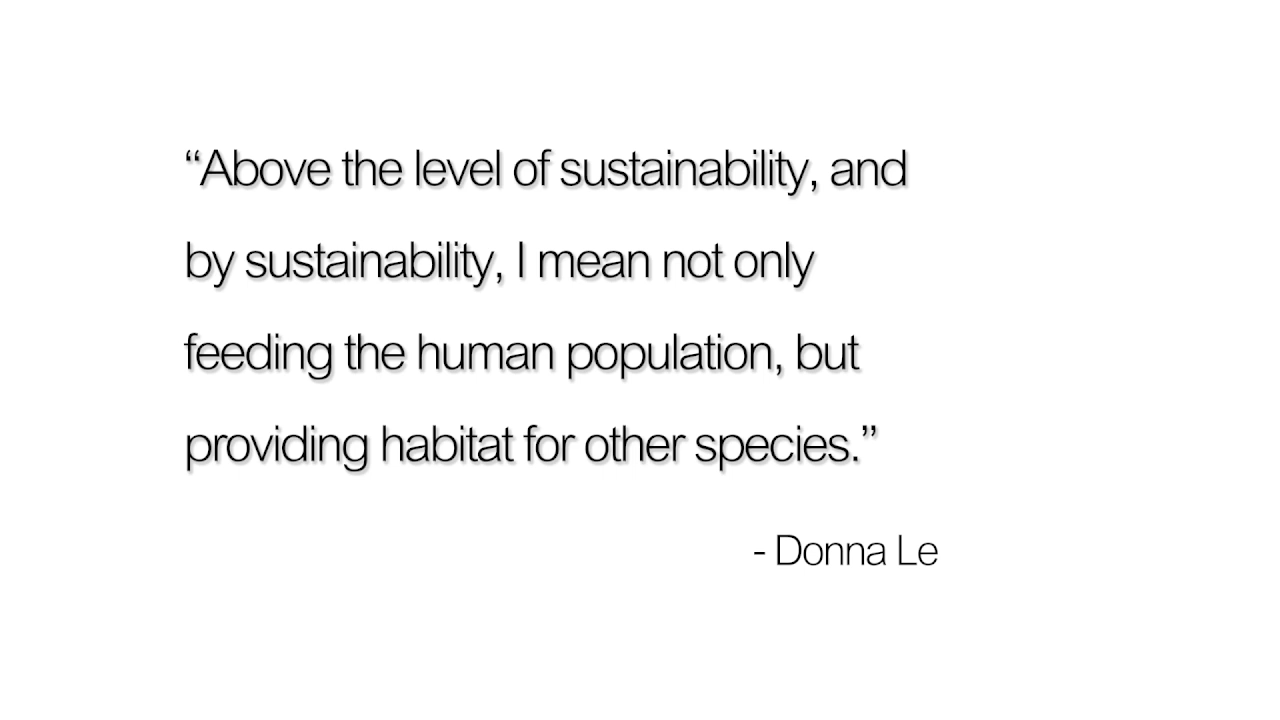 “Above the level of sustainability, and
by sustainability, I mean not only
feeding the human population, but
providing habitat for other species.”
- Donna Le